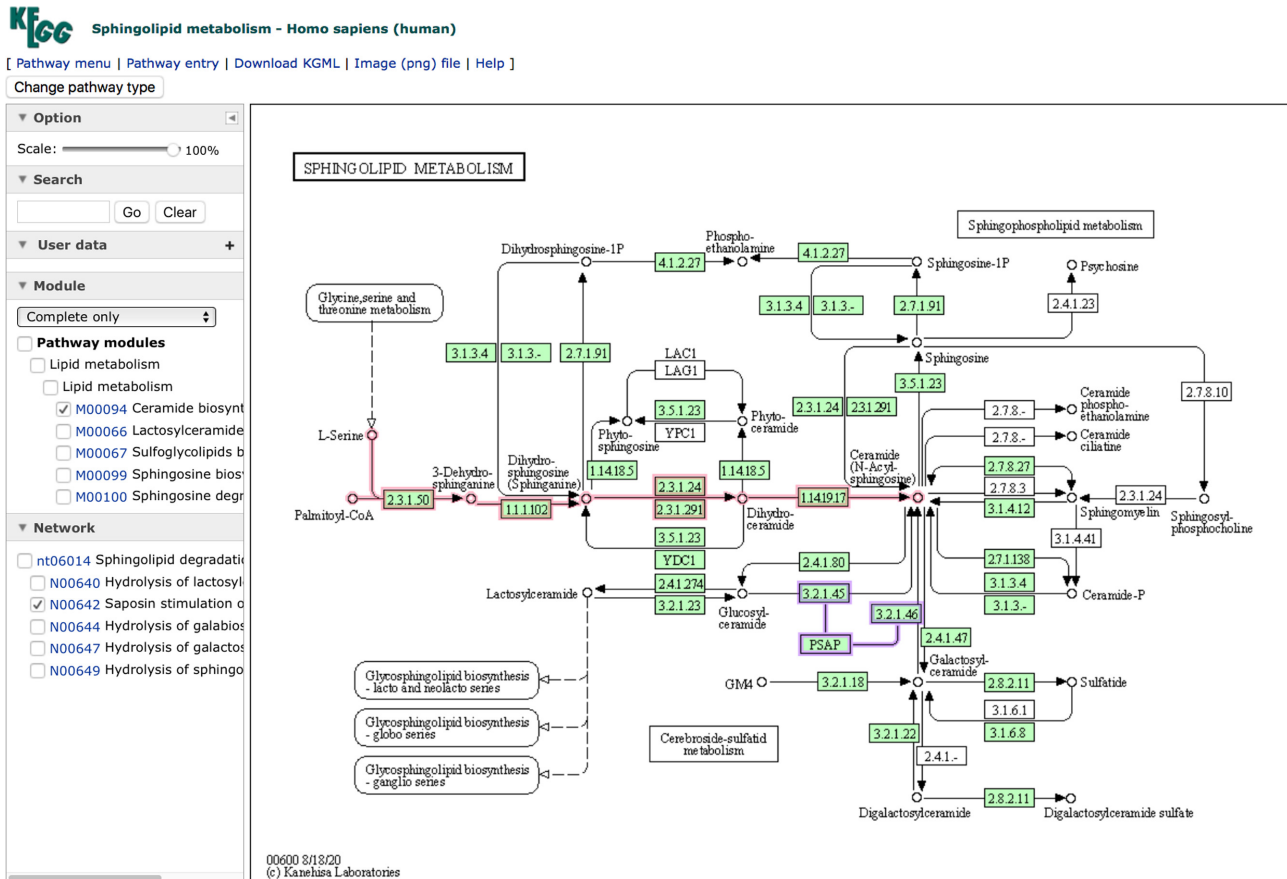 KEGG
Sphingolipid metabolism - Homo sapiens (human)
[ Pathway menu | Pathway entry | Download KGML | Image (png) file | Help ]
Change pathway type
Option
Scale: 100%
Search
Go Clear
User data +
Module
Complete only
Pathway modules
Lipid metabolism
Lipid metabolism
M00094 Ceramide biosynt
M00066 Lactosylceramide
M00067 Sulfoglycolipids b
M00099 Sphingosine bios
M00100 Sphingosine degr
Network
nt06014 Sphingolipid degradati
N00640 Hydrolysis of lactosyl
N00642 Saposin stimulation o
N00644 Hydrolysis of galabios
N00647 Hydrolysis of galactos
N00649 Hydrolysis of sphingo
SPHINGOLIPID METABOLISM
Sphingophospholipid metabolism
Dihydrosphingosine-1P
4.1.2.27
Phospho-
ethanolamine
4.1.2.27
Sphingosine-1P
Psychosine
Glycine,serine and
threonine metabolism
3.1.3.4
3.1.3.-
2.7.1.91
2.4.1.23
3.1.3.4
3.1.3.-
2.7.1.91
LAC1
LAG1
Sphingosine
3.5.1.23
2.7.8.10
3.5.1.23
YPC1
Phyto-
sphingosine
Phyto-
ceramide
2.3.1.24
2.3.1.291
2.7.8.-
Ceramide
phospho-
ethanolamine
2.7.8.-
Ceramide
ciliatine
L-Serine
3-Dehydro-
sphinganine
Dihydro-
sphingosine
(Sphinganine)
1.14.18.5
1.14.18.5
Ceramide
(N-Acyl-
sphingosine)
2.7.8.27
2.7.8.3
3.1.4.12
Palmitoyl-CoA
2.3.1.50
1.1.1.102
2.3.1.24
2.3.1.291
Dihydro-
ceramide
1.14.19.17
Sphingomyelin
2.3.1.24
Sphingosyl-
phosphocholine
3.5.1.23
YDC1
3.1.4.41
2.4.1.80
2.7.1.138
3.1.3.4
3.1.3.-
Ceramide-P
Lactosylceramide
2.4.1.274
3.2.1.23
Glucosyl-
ceramide
3.2.1.45
3.2.1.46
PSAP
2.4.1.47
Galactosyl-
ceramide
Glycosphingolipid biosynthesis
- lacto and neolacto series
GM4
3.2.1.18
2.8.2.11
Sulfatide
3.1.6.1
3.1.6.8
Glycosphingolipid biosynthesis
- globo series
Cerebroside-sulfatid
metabolism
3.2.1.22
2.4.1.-
Glycosphingolipid biosynthesis
- ganglio series
Digalactosylceramide
2.8.2.11
Digalactosylceramide sulfate
00600 8/18/20
(c) Kanehisa Laboratories